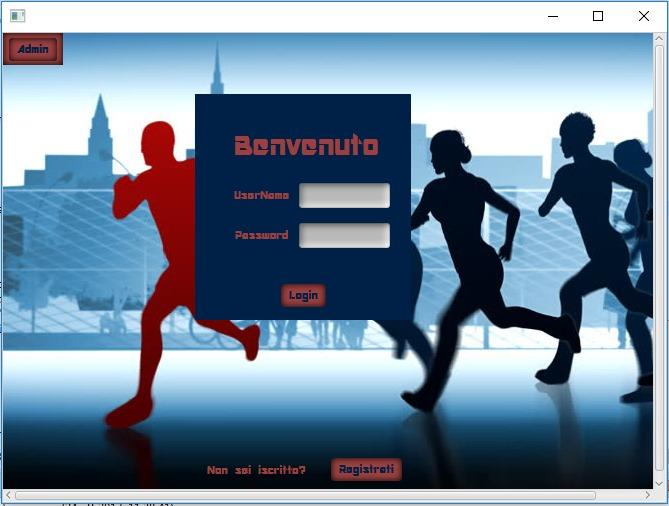 Admin
Benvenuto
UserName
Password
Login
Non sei iscritto?
Registrati